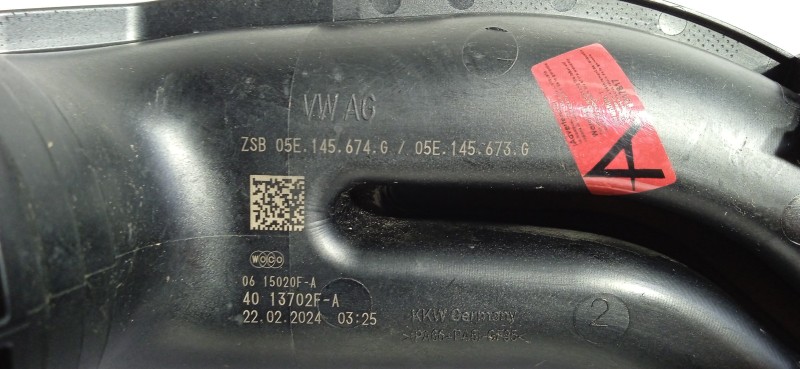 VW AG
ZSB 05E.145.674.G / 05E.145.673.G
A
WOCO
06 15020F-A
40 13702F-A
22.02.2024 03:25
KKW Germany
2